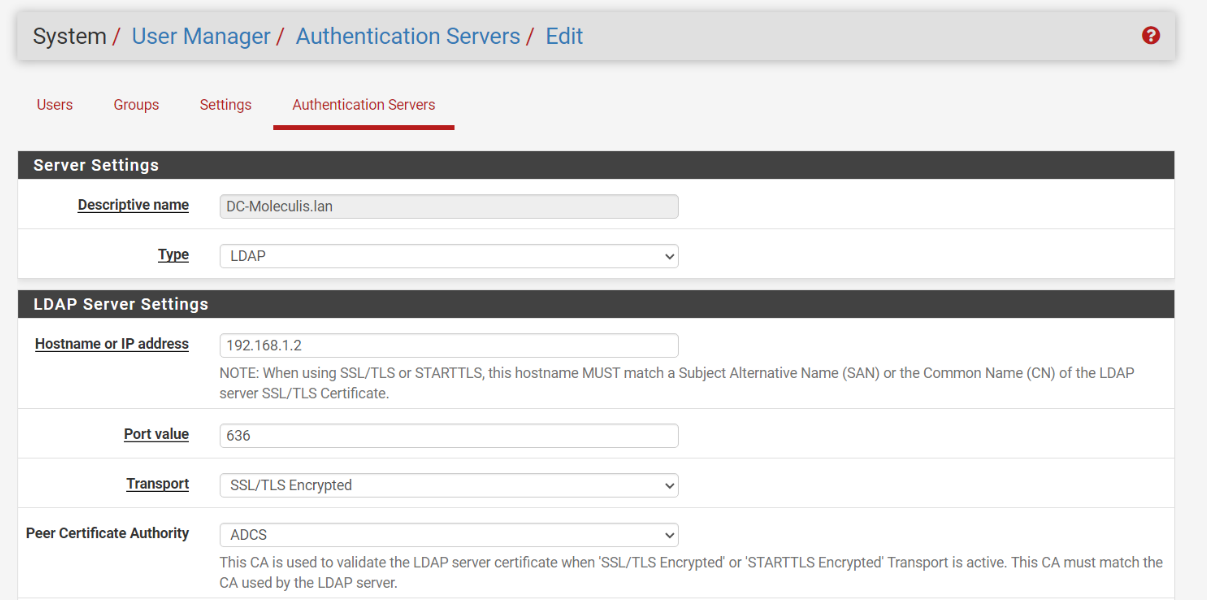 System / User Manager / Authentication Servers / Edit
Users Groups Settings Authentication Servers
Server Settings
Descriptive name DC-Moleculis.lan
Type LDAP
LDAP Server Settings
Hostname or IP address 192.168.1.2
NOTE: When using SSL/TLS or STARTTLS, this hostname MUST match a Subject Alternative Name (SAN) or the Common Name (CN) of the LDAP
server SSL/TLS Certificate.
Port value 636
Transport SSL/TLS Encrypted
Peer Certificate Authority ADCS
This CA is used to validate the LDAP server certificate when 'SSL/TLS Encrypted' or 'STARTTLS Encrypted' Transport is active. This CA must match the
CA used by the LDAP server.